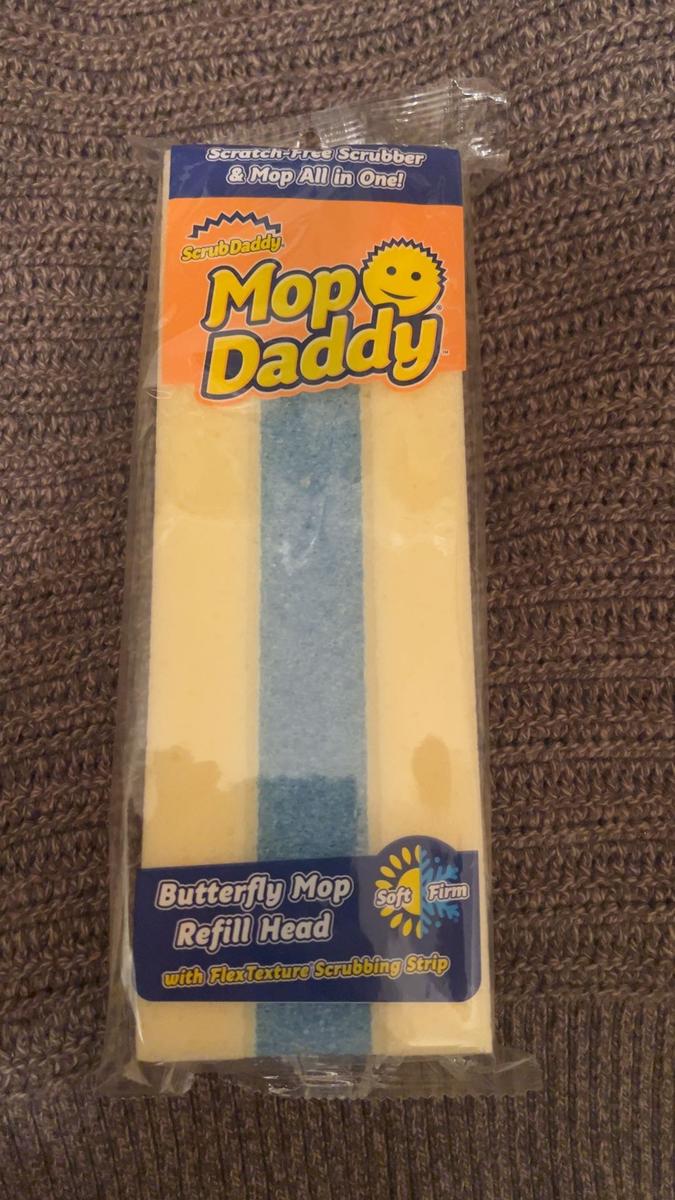 Scratch-Free Scrubber
& Mop All in One!
ScrubDaddy®
Mop
Daddy®™
Butterfly Mop
Refill Head
Soft Firm
with FlexTexture® Scrubbing Strip